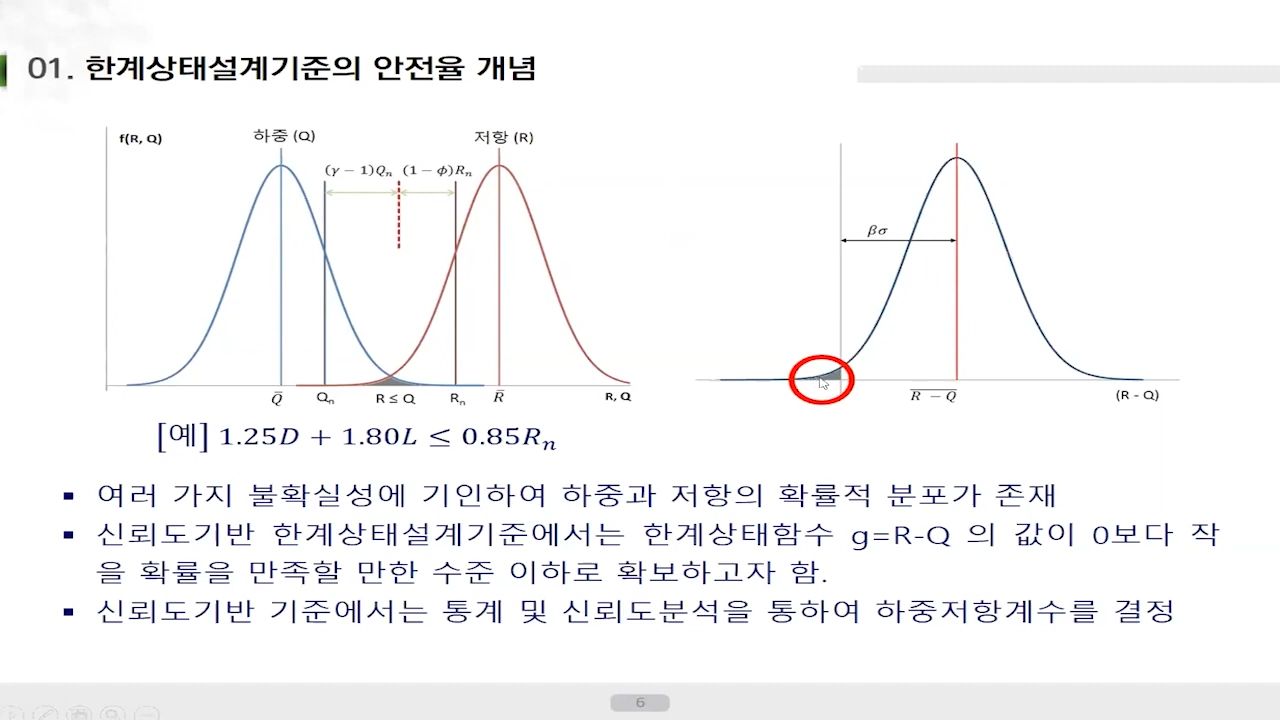 01. 한계상태설계기준의 안전율 개념
f(R, Q)
하중 (Q)
저항 (R)
(γ − 1)Qₙ
(1 − ϕ)Rₙ
Q̅
Qₙ
R ≤ Q
Rₙ
R̅
R, Q
βσ
R̅ ̅−̅ ̅Q̅
(R - Q)
[예] 1.25D + 1.80L ≤ 0.85Rₙ
▪ 여러 가지 불확실성에 기인하여 하중과 저항의 확률적 분포가 존재
▪ 신뢰도기반 한계상태설계기준에서는 한계상태함수 g=R-Q 의 값이 0보다 작
을 확률을 만족할 만한 수준 이하로 확보하고자 함.
▪ 신뢰도기반 기준에서는 통계 및 신뢰도분석을 통하여 하중저항계수를 결정
6